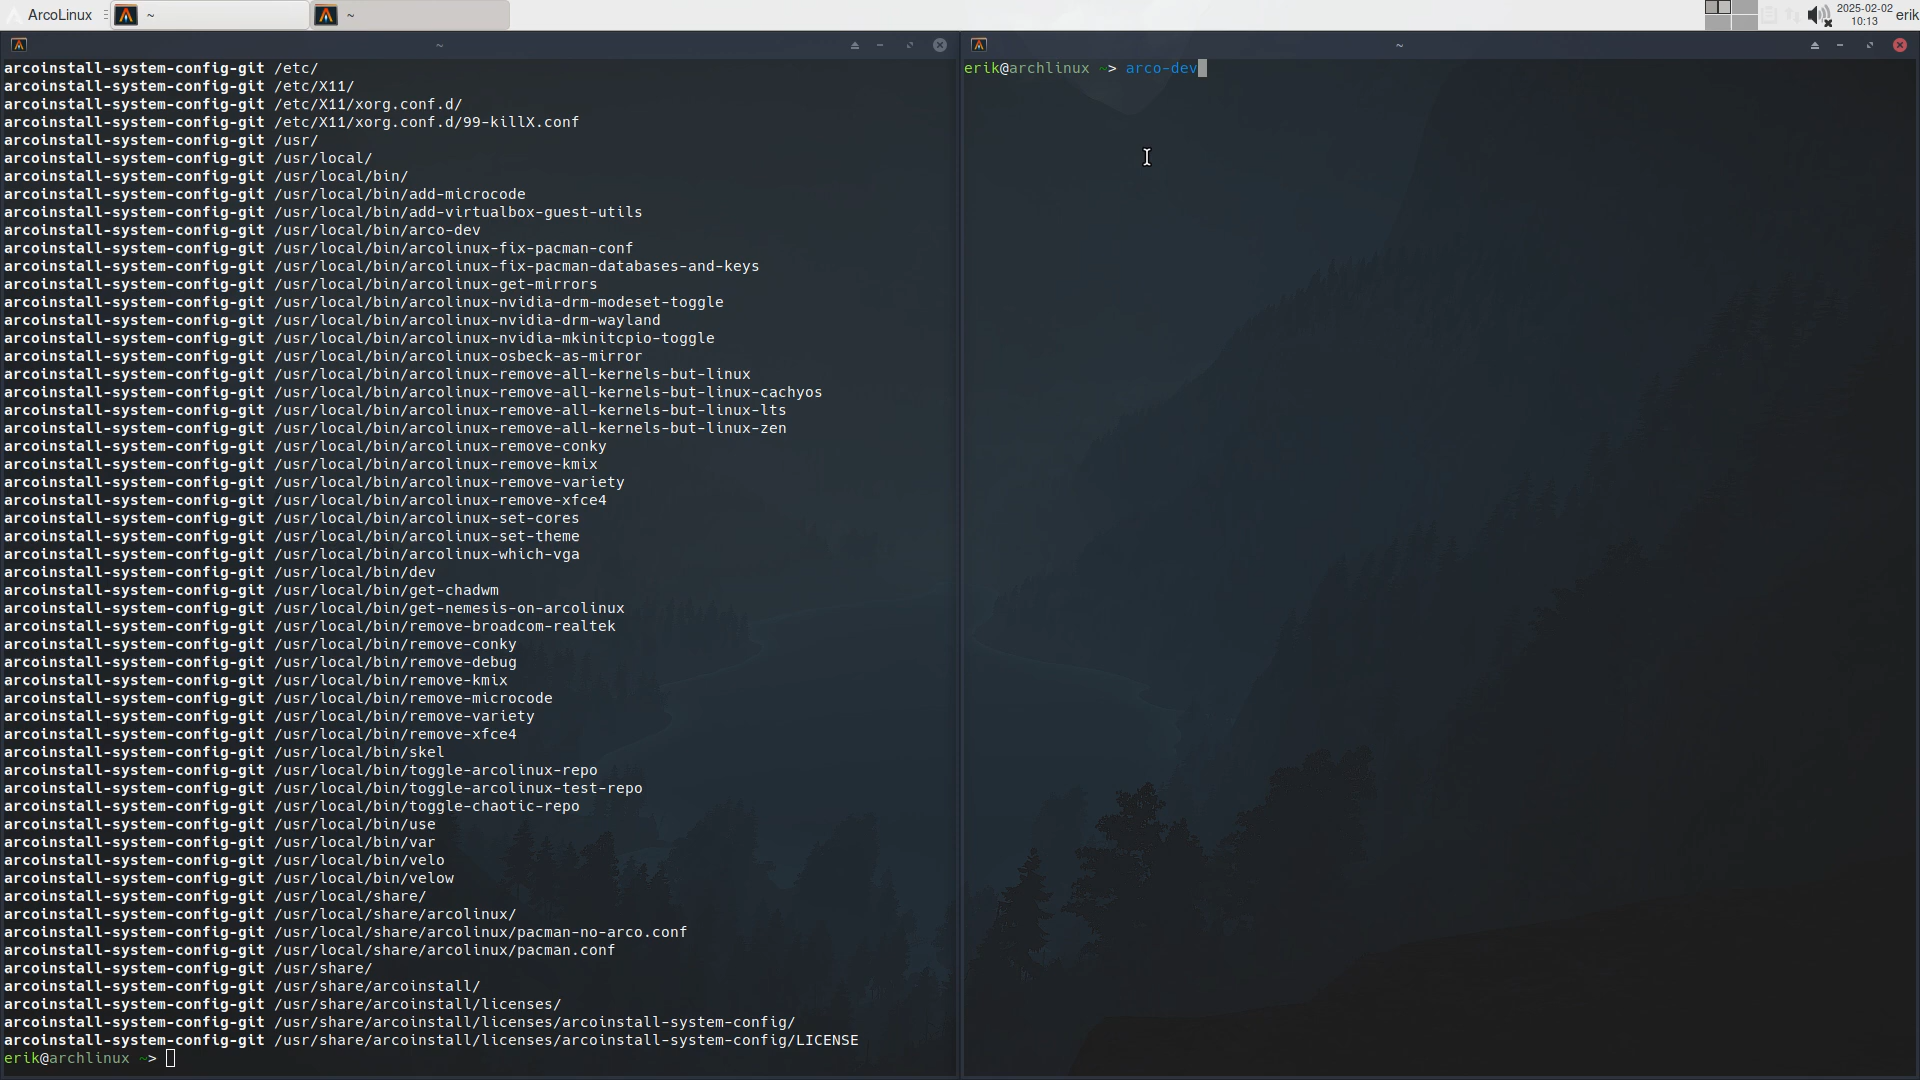 ArcoLinux
~
~
2025-02-02
10:13
erik
~
arcoinstall-system-config-git /etc/
arcoinstall-system-config-git /etc/X11/
arcoinstall-system-config-git /etc/X11/xorg.conf.d/
arcoinstall-system-config-git /etc/X11/xorg.conf.d/99-killX.conf
arcoinstall-system-config-git /usr/
arcoinstall-system-config-git /usr/local/
arcoinstall-system-config-git /usr/local/bin/
arcoinstall-system-config-git /usr/local/bin/add-microcode
arcoinstall-system-config-git /usr/local/bin/add-virtualbox-guest-utils
arcoinstall-system-config-git /usr/local/bin/arco-dev
arcoinstall-system-config-git /usr/local/bin/arcolinux-fix-pacman-conf
arcoinstall-system-config-git /usr/local/bin/arcolinux-fix-pacman-databases-and-keys
arcoinstall-system-config-git /usr/local/bin/arcolinux-get-mirrors
arcoinstall-system-config-git /usr/local/bin/arcolinux-nvidia-drm-modeset-toggle
arcoinstall-system-config-git /usr/local/bin/arcolinux-nvidia-drm-wayland
arcoinstall-system-config-git /usr/local/bin/arcolinux-nvidia-mkinitcpio-toggle
arcoinstall-system-config-git /usr/local/bin/arcolinux-osbeck-as-mirror
arcoinstall-system-config-git /usr/local/bin/arcolinux-remove-all-kernels-but-linux
arcoinstall-system-config-git /usr/local/bin/arcolinux-remove-all-kernels-but-linux-cachyos
arcoinstall-system-config-git /usr/local/bin/arcolinux-remove-all-kernels-but-linux-lts
arcoinstall-system-config-git /usr/local/bin/arcolinux-remove-all-kernels-but-linux-zen
arcoinstall-system-config-git /usr/local/bin/arcolinux-remove-conky
arcoinstall-system-config-git /usr/local/bin/arcolinux-remove-kmix
arcoinstall-system-config-git /usr/local/bin/arcolinux-remove-variety
arcoinstall-system-config-git /usr/local/bin/arcolinux-remove-xfce4
arcoinstall-system-config-git /usr/local/bin/arcolinux-set-cores
arcoinstall-system-config-git /usr/local/bin/arcolinux-set-theme
arcoinstall-system-config-git /usr/local/bin/arcolinux-which-vga
arcoinstall-system-config-git /usr/local/bin/dev
arcoinstall-system-config-git /usr/local/bin/get-chadwm
arcoinstall-system-config-git /usr/local/bin/get-nemesis-on-arcolinux
arcoinstall-system-config-git /usr/local/bin/remove-broadcom-realtek
arcoinstall-system-config-git /usr/local/bin/remove-conky
arcoinstall-system-config-git /usr/local/bin/remove-debug
arcoinstall-system-config-git /usr/local/bin/remove-kmix
arcoinstall-system-config-git /usr/local/bin/remove-microcode
arcoinstall-system-config-git /usr/local/bin/remove-variety
arcoinstall-system-config-git /usr/local/bin/remove-xfce4
arcoinstall-system-config-git /usr/local/bin/skel
arcoinstall-system-config-git /usr/local/bin/toggle-arcolinux-repo
arcoinstall-system-config-git /usr/local/bin/toggle-arcolinux-test-repo
arcoinstall-system-config-git /usr/local/bin/toggle-chaotic-repo
arcoinstall-system-config-git /usr/local/bin/use
arcoinstall-system-config-git /usr/local/bin/var
arcoinstall-system-config-git /usr/local/bin/velo
arcoinstall-system-config-git /usr/local/bin/velow
arcoinstall-system-config-git /usr/local/share/
arcoinstall-system-config-git /usr/local/share/arcolinux/
arcoinstall-system-config-git /usr/local/share/arcolinux/pacman-no-arco.conf
arcoinstall-system-config-git /usr/local/share/arcolinux/pacman.conf
arcoinstall-system-config-git /usr/share/
arcoinstall-system-config-git /usr/share/arcoinstall/
arcoinstall-system-config-git /usr/share/arcoinstall/licenses/
arcoinstall-system-config-git /usr/share/arcoinstall/licenses/arcoinstall-system-config/
arcoinstall-system-config-git /usr/share/arcoinstall/licenses/arcoinstall-system-config/LICENSE
erik@archlinux ~>
~
erik@archlinux ~> arco-dev